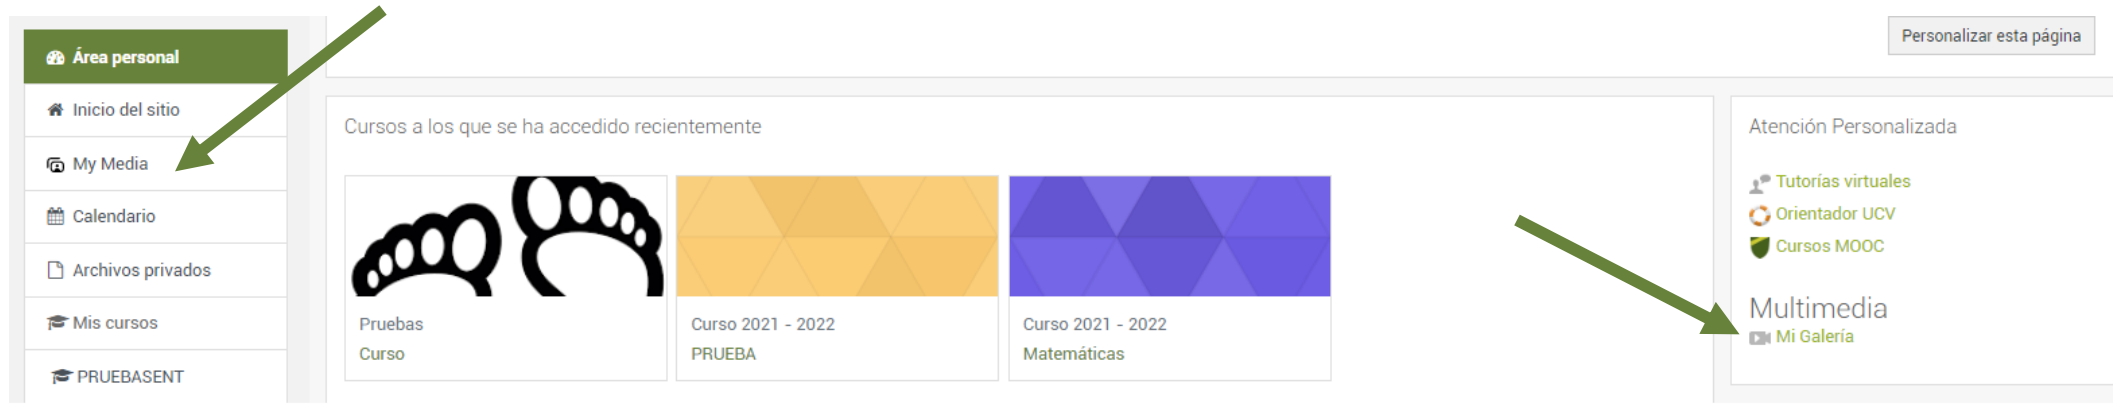 Área personal
Inicio del sitio
My Media
Calendario
Archivos privados
Mis cursos
PRUEBASENT
Personalizar esta página
Cursos a los que se ha accedido recientemente
Pruebas
Curso
Curso 2021 - 2022
PRUEBA
Curso 2021 - 2022
Matemáticas
Atención Personalizada
Tutorías virtuales
Orientador UCV
Cursos MOOC
Multimedia
Mi Galería